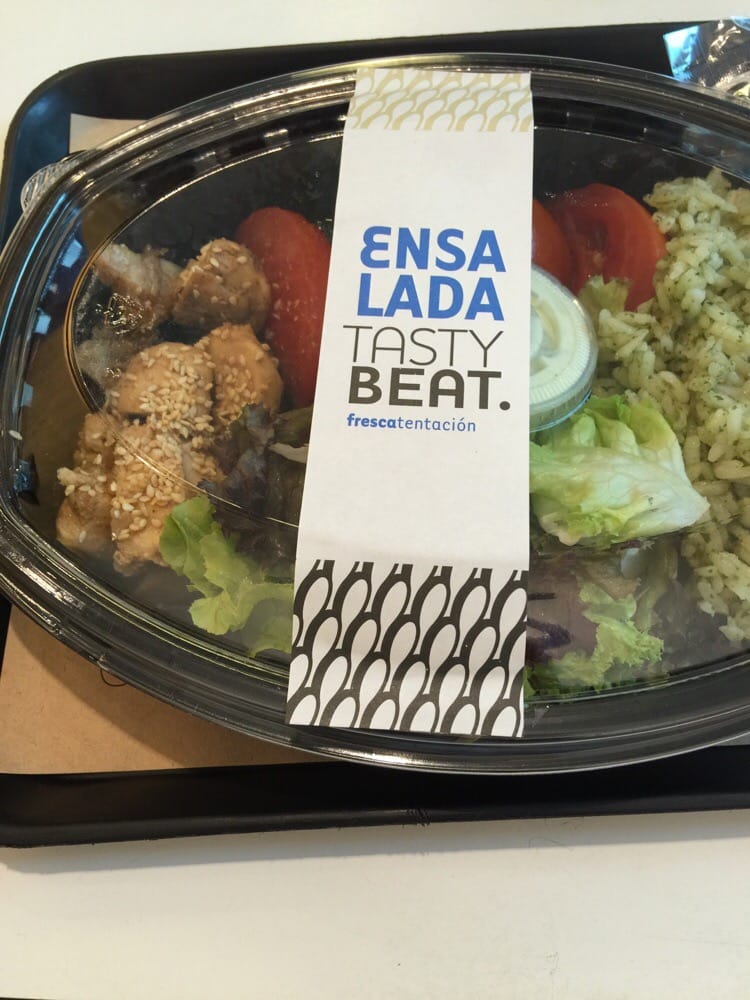 ENSA
LADA
TASTY
BEAT.
frescatentación